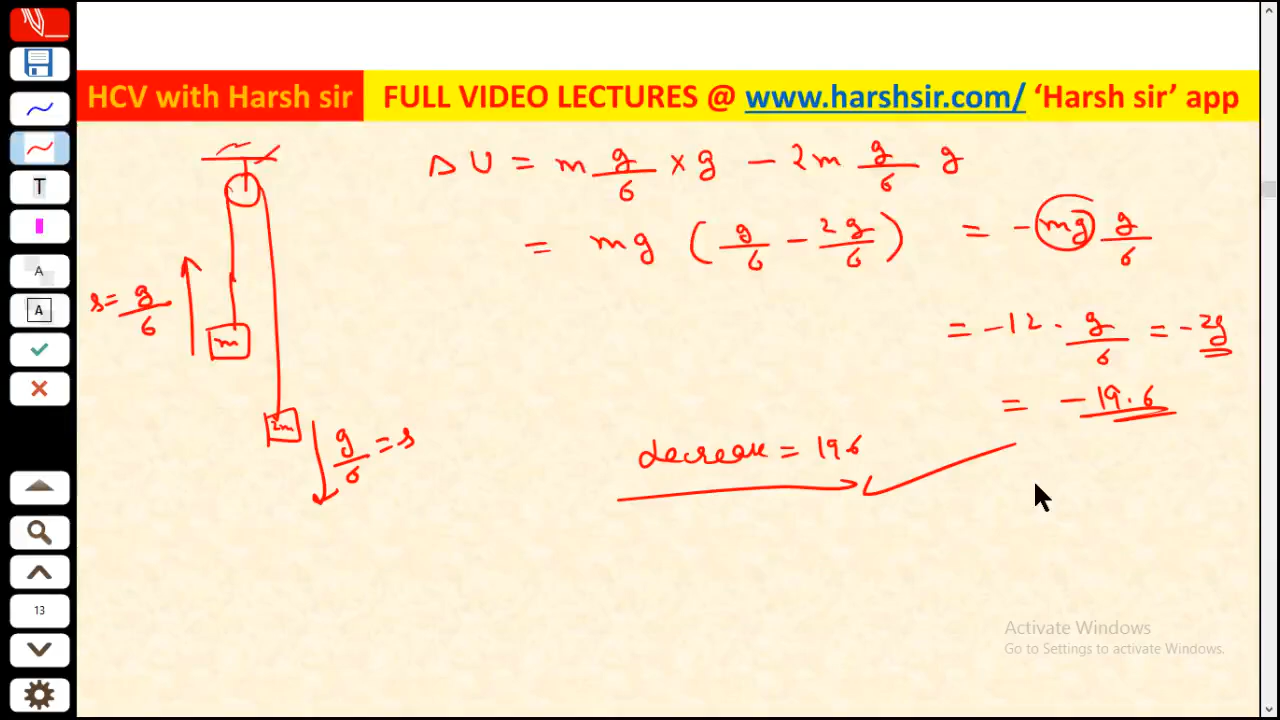 HCV with Harsh sir FULL VIDEO LECTURES @ www.harshsir.com/ 'Harsh sir' app
ΔU = m g/6 × g − 2m g/6 g
= mg (g/6 − 2g/6) = −mg g/6
s = g/6
m
= −12 · g/6 = −2g
= −19.6
2m
g/6 = s
decrease = 19.6
T
A
A
13
Activate Windows
Go to Settings to activate Windows.